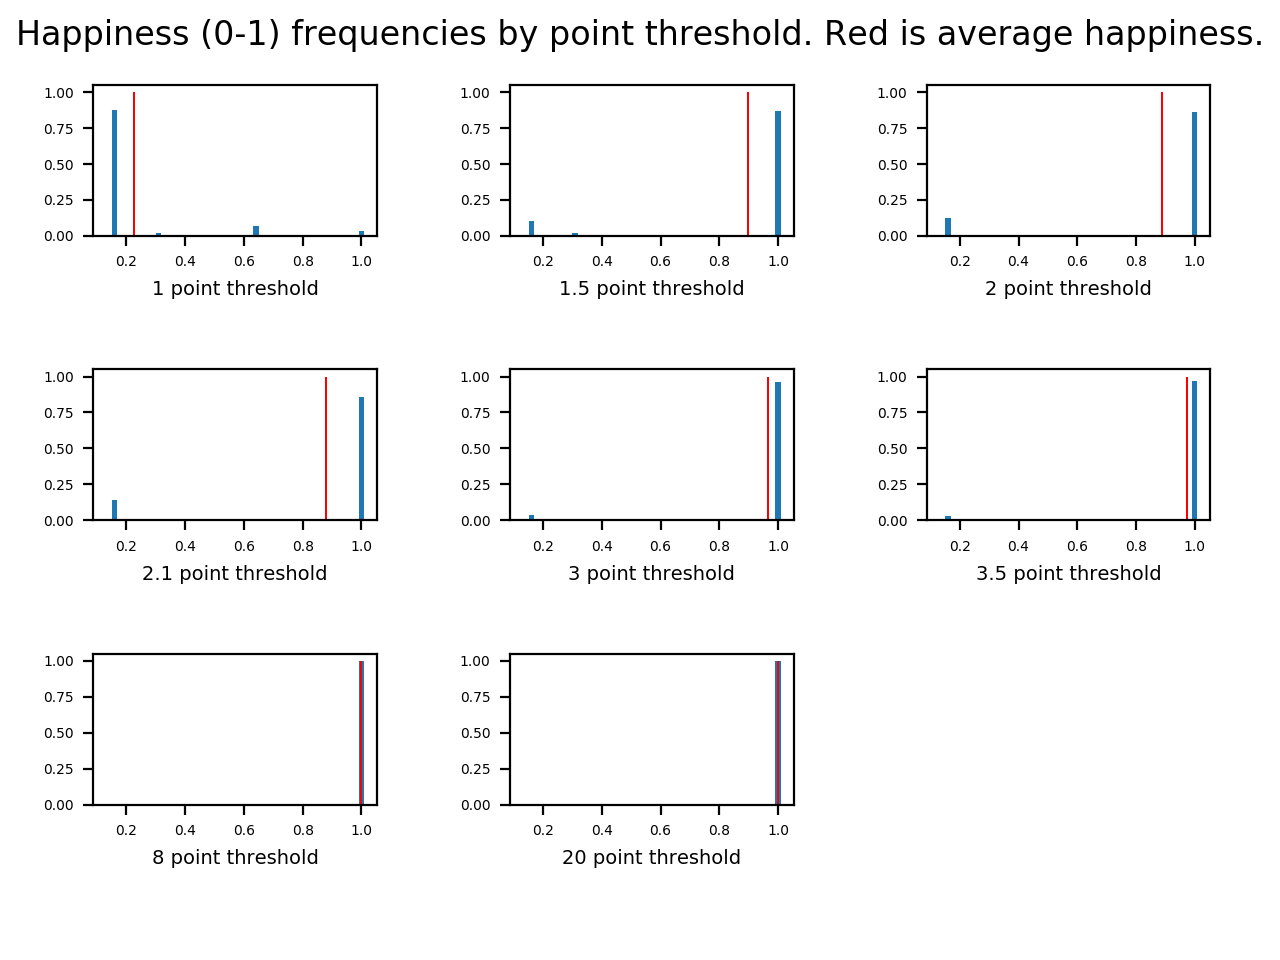 Happiness (0-1) frequencies by point threshold. Red is average happiness.
1.00 1.00 1.00
0.75 0.75 0.75
0.50 0.50 0.50
0.25 0.25 0.25
0.00 0.00 0.00
0.2 0.4 0.6 0.8 1.0 0.2 0.4 0.6 0.8 1.0 0.2 0.4 0.6 0.8 1.0
1 point threshold 1.5 point threshold 2 point threshold
1.00 1.00 1.00
0.75 0.75 0.75
0.50 0.50 0.50
0.25 0.25 0.25
0.00 0.00 0.00
0.2 0.4 0.6 0.8 1.0 0.2 0.4 0.6 0.8 1.0 0.2 0.4 0.6 0.8 1.0
2.1 point threshold 3 point threshold 3.5 point threshold
1.00 1.00
0.75 0.75
0.50 0.50
0.25 0.25
0.00 0.00
0.2 0.4 0.6 0.8 1.0 0.2 0.4 0.6 0.8 1.0
8 point threshold 20 point threshold